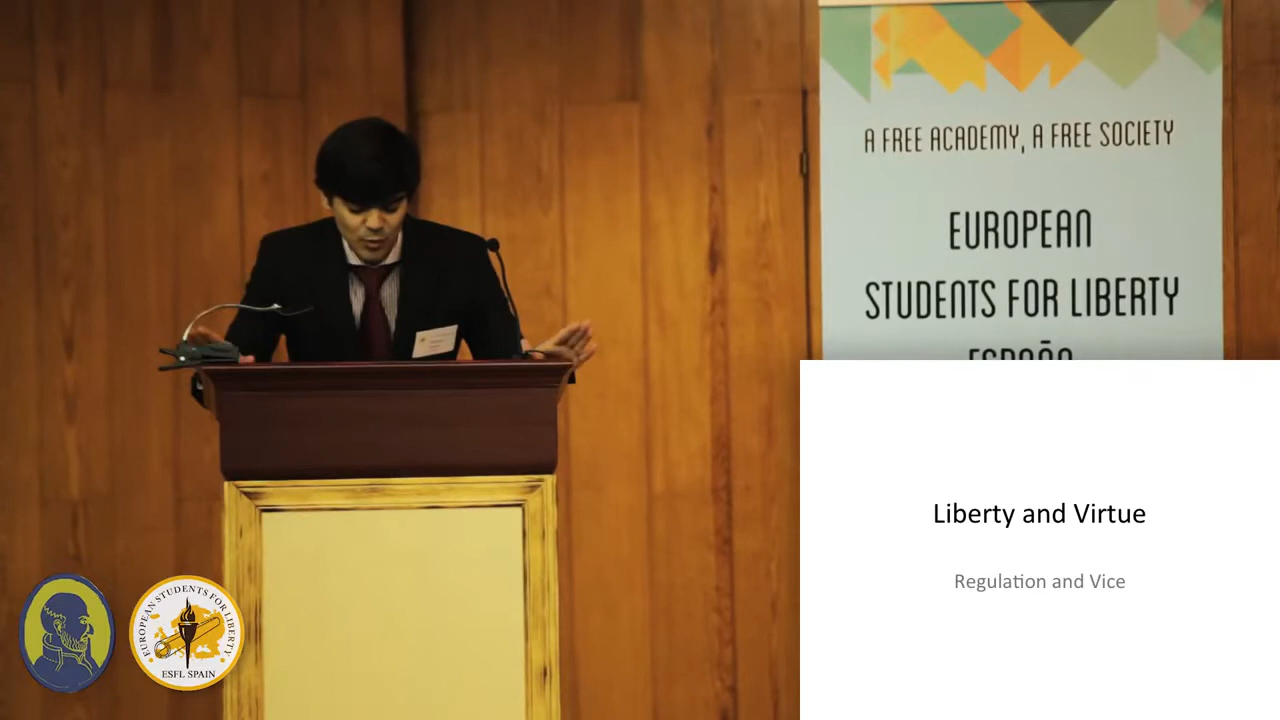 A FREE ACADEMY, A FREE SOCIETY
EUROPEAN
STUDENTS FOR LIBERTY
ESPAÑA
Liberty and Virtue
Regulation and Vice
EUROPEAN STUDENTS FOR LIBERTY
ESFL SPAIN